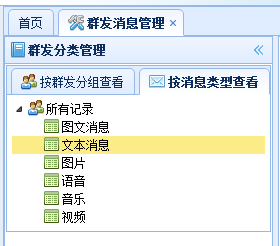 首页 群发消息管理
群发分类管理
按群发分组查看 按消息类型查看
所有记录
图文消息
文本消息
图片
语音
音乐
视频